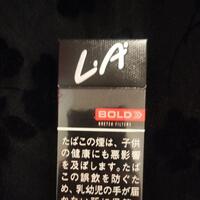 L.A
BOLD
たばこの煙は、子供
の健康にも悪影響
を及ぼします。たば
この誤飲を防ぐた
め、乳幼児の手が届